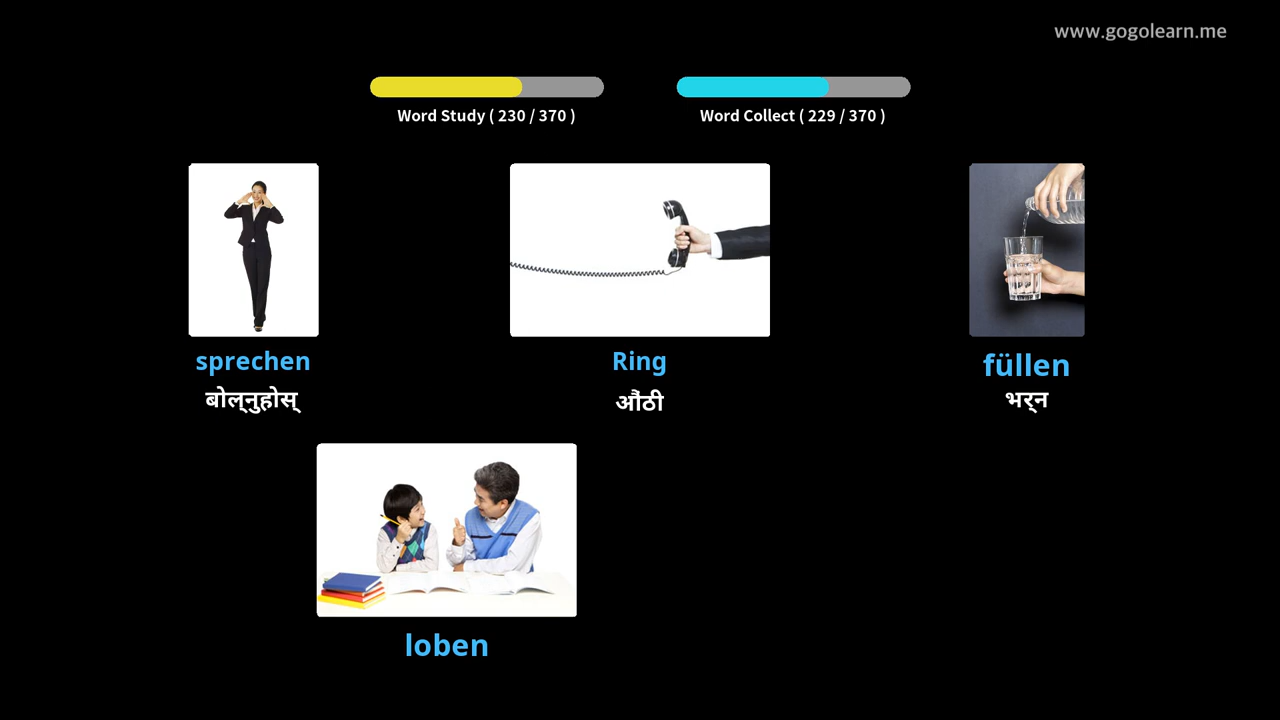 www.gogolearn.me
Word Study ( 230 / 370 )
Word Collect ( 229 / 370 )
sprechen
बोल्नुहोस्
Ring
औंठी
füllen
भर्न
loben